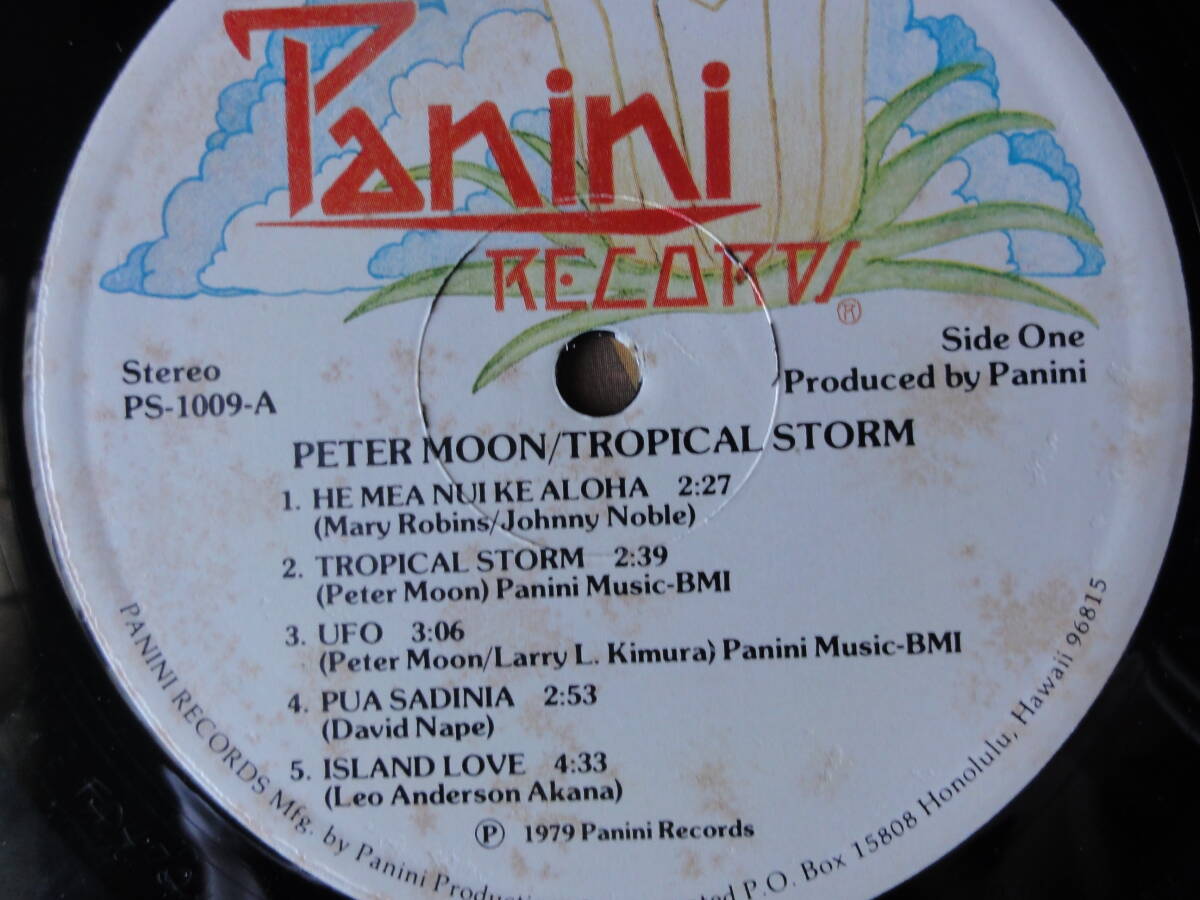 Panini
RECORDS
®
Stereo
PS-1009-A
Side One
Produced by Panini
PETER MOON/TROPICAL STORM
1. HE MEA NUI KE ALOHA 2:27
(Mary Robins/Johnny Noble)
2. TROPICAL STORM 2:39
(Peter Moon) Panini Music-BMI
3. UFO 3:06
(Peter Moon/Larry L. Kimura) Panini Music-BMI
4. PUA SADINIA 2:53
(David Nape)
5. ISLAND LOVE 4:33
(Leo Anderson Akana)
℗ 1979 Panini Records
PANINI RECORDS Mfg. by Panini P.O. Box 15808 Honolulu, Hawaii 96815